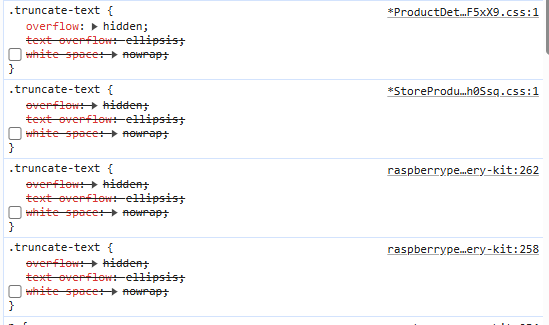 .truncate-text { *ProductDet…F5xX9.css:1
overflow: ▶ hidden;
text-overflow: ellipsis;
white-space: ▶ nowrap;
}
.truncate-text { *StoreProdu…h0Ssq.css:1
overflow: ▶ hidden;
text-overflow: ellipsis;
white-space: ▶ nowrap;
}
.truncate-text { raspberrype…ery-kit:262
overflow: ▶ hidden;
text-overflow: ellipsis;
white-space: ▶ nowrap;
}
.truncate-text { raspberrype…ery-kit:258
overflow: ▶ hidden;
text-overflow: ellipsis;
white-space: ▶ nowrap;
}